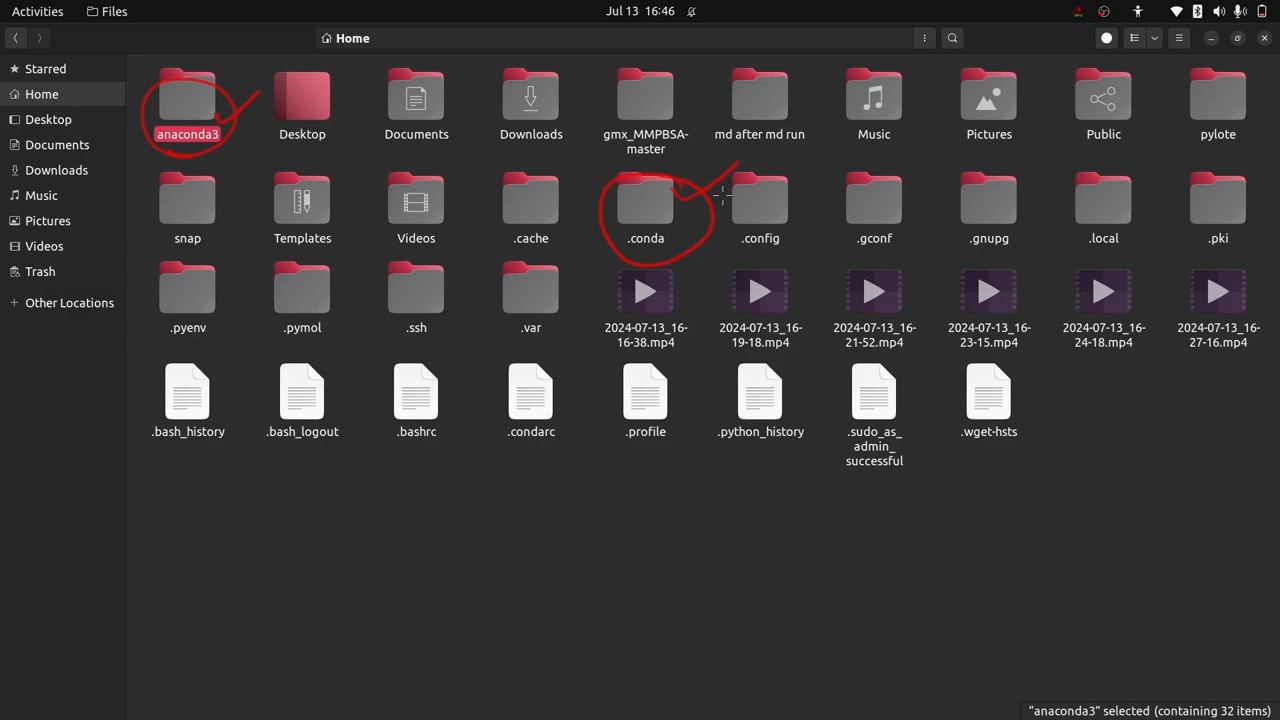 Activities
Files
Jul 13 16:46
Home
Starred
Home
Desktop
Documents
Downloads
Music
Pictures
Videos
Trash
Other Locations
anaconda3
Desktop
Documents
Downloads
gmx_MMPBSA-
master
md after md run
Music
Pictures
Public
pylote
snap
Templates
Videos
.cache
.conda
.config
.gconf
.gnupg
.local
.pki
.pyenv
.pymol
.ssh
.var
2024-07-13_16-
16-38.mp4
2024-07-13_16-
19-18.mp4
2024-07-13_16-
21-52.mp4
2024-07-13_16-
23-15.mp4
2024-07-13_16-
24-18.mp4
2024-07-13_16-
27-16.mp4
.bash_history
.bash_logout
.bashrc
.condarc
.profile
.python_history
.sudo_as_
admin_
successful
.wget-hsts
“anaconda3” selected (containing 32 items)